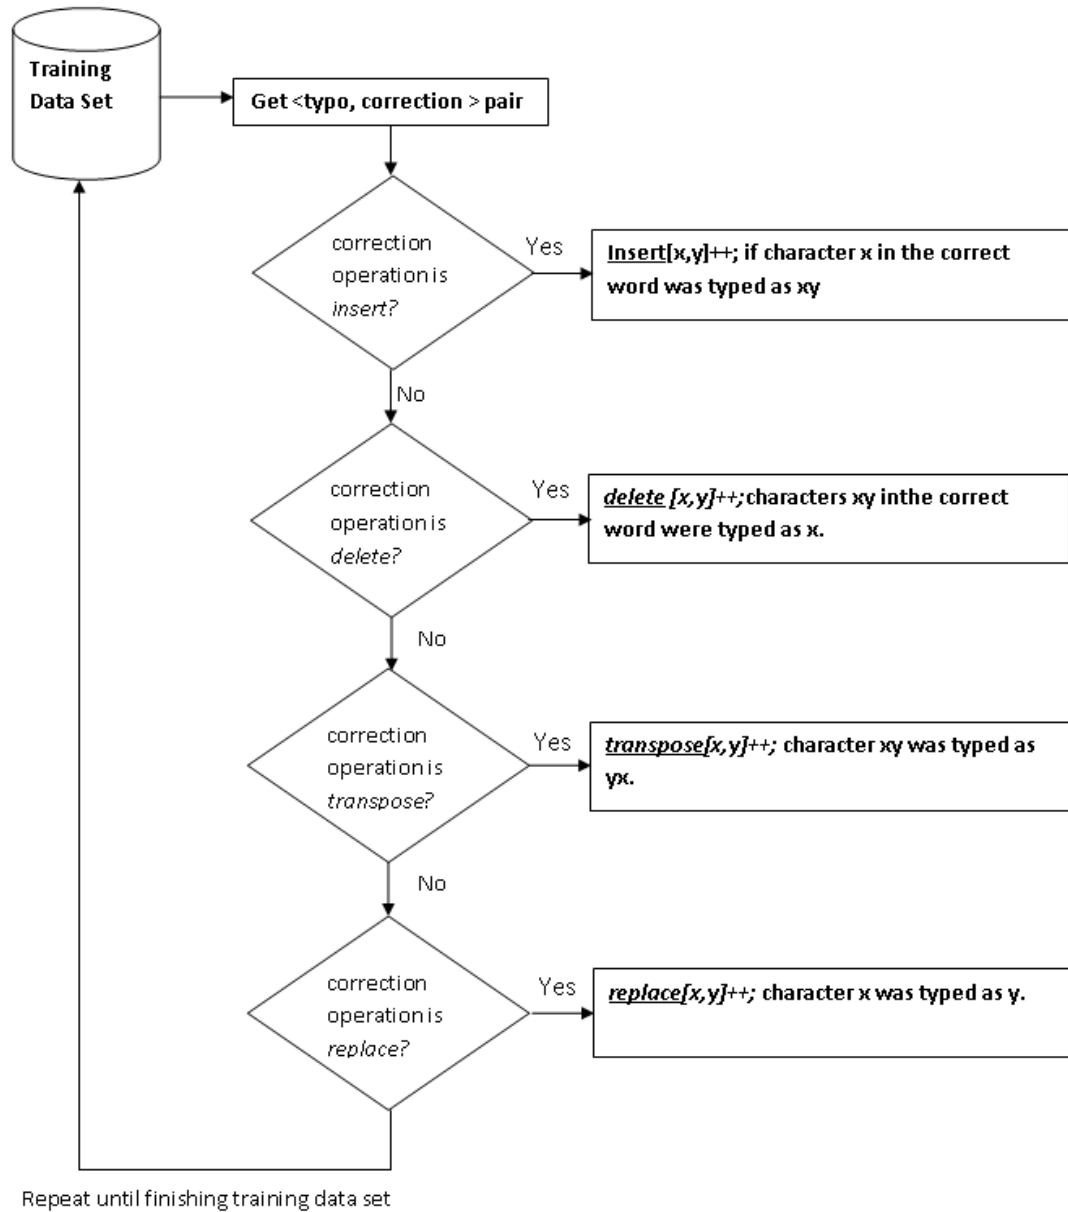 Training
Data Set
Get <typo, correction > pair
correction
operation is
insert?
Yes
Insert[x,y]++; if character x in the correct
word was typed as xy
No
correction
operation is
delete?
Yes
delete [x,y]++;characters xy inthe correct
word were typed as x.
No
correction
operation is
transpose?
Yes
transpose[x,y]++; character xy was typed as
yx.
No
correction
operation is
replace?
Yes
replace[x,y]++; character x was typed as y.
Repeat until finishing training data set